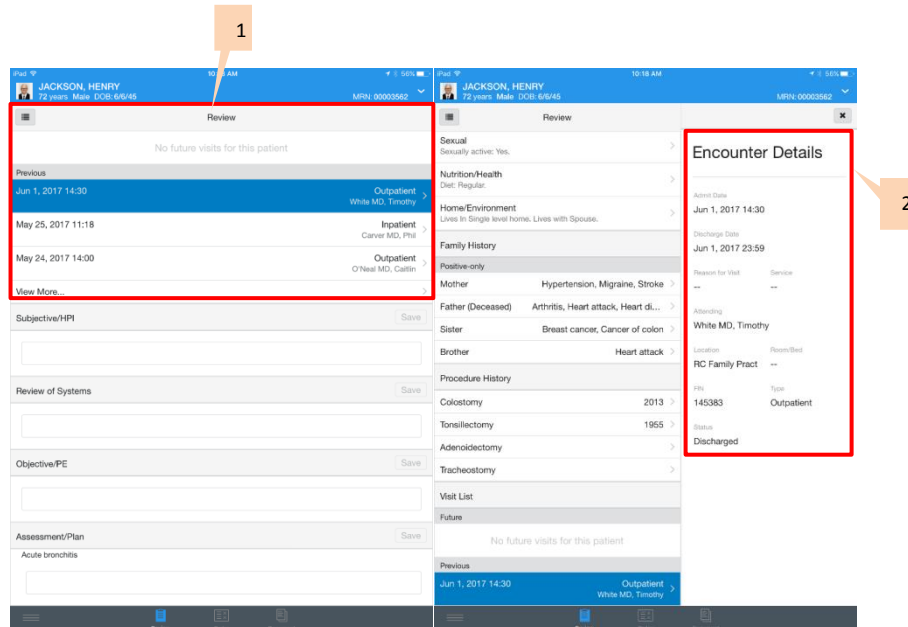 1
iPad 10:18 AM 56%
JACKSON, HENRY
72 years Male DOB: 6/6/45 MRN: 00003562
Review
No future visits for this patient
Previous
Jun 1, 2017 14:30 Outpatient
White MD, Timothy
May 25, 2017 11:18 Inpatient
Carver MD, Phil
May 24, 2017 14:00 Outpatient
O'Neal MD, Caitlin
View More...
Subjective/HPI Save
Review of Systems Save
Objective/PE Save
Assessment/Plan Save
Acute bronchitis
iPad 10:18 AM 56%
JACKSON, HENRY
72 years Male DOB: 6/6/45 MRN: 00003562
Review
Sexual
Sexually active: Yes.
Nutrition/Health
Diet: Regular.
Home/Environment
Lives In Single level home. Lives with Spouse.
Family History
Positive-only
Mother Hypertension, Migraine, Stroke
Father (Deceased) Arthritis, Heart attack, Heart di...
Sister Breast cancer, Cancer of colon
Brother Heart attack
Procedure History
Colostomy 2013
Tonsillectomy 1955
Adenoidectomy
Tracheostomy
Visit List
Future
No future visits for this patient
Previous
Jun 1, 2017 14:30 Outpatient
White MD, Timothy
2
Encounter Details
Admit Date
Jun 1, 2017 14:30
Discharge Date
Jun 1, 2017 23:59
Reason for Visit Service
-- --
Attending
White MD, Timothy
Location Room/Bed
RC Family Pract --
FIN Type
145383 Outpatient
Status
Discharged